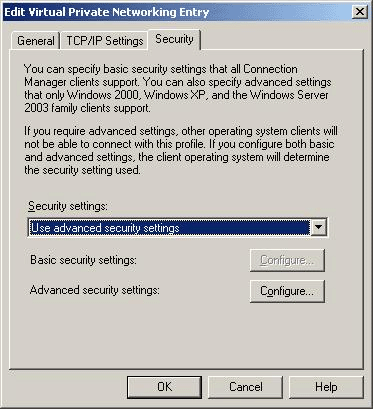 Edit Virtual Private Networking Entry
General TCP/IP Settings Security
You can specify basic security settings that all Connection
Manager clients support. You can also specify advanced settings
that only Windows 2000, Windows XP, and the Windows Server
2003 family clients support.
If you require advanced settings, other operating system clients will
not be able to connect with this profile. If you configure both basic
and advanced settings, the client operating system will determine
the security setting used.
Security settings:
Use advanced security settings
Basic security settings: Configure...
Advanced security settings: Configure...
OK Cancel Help